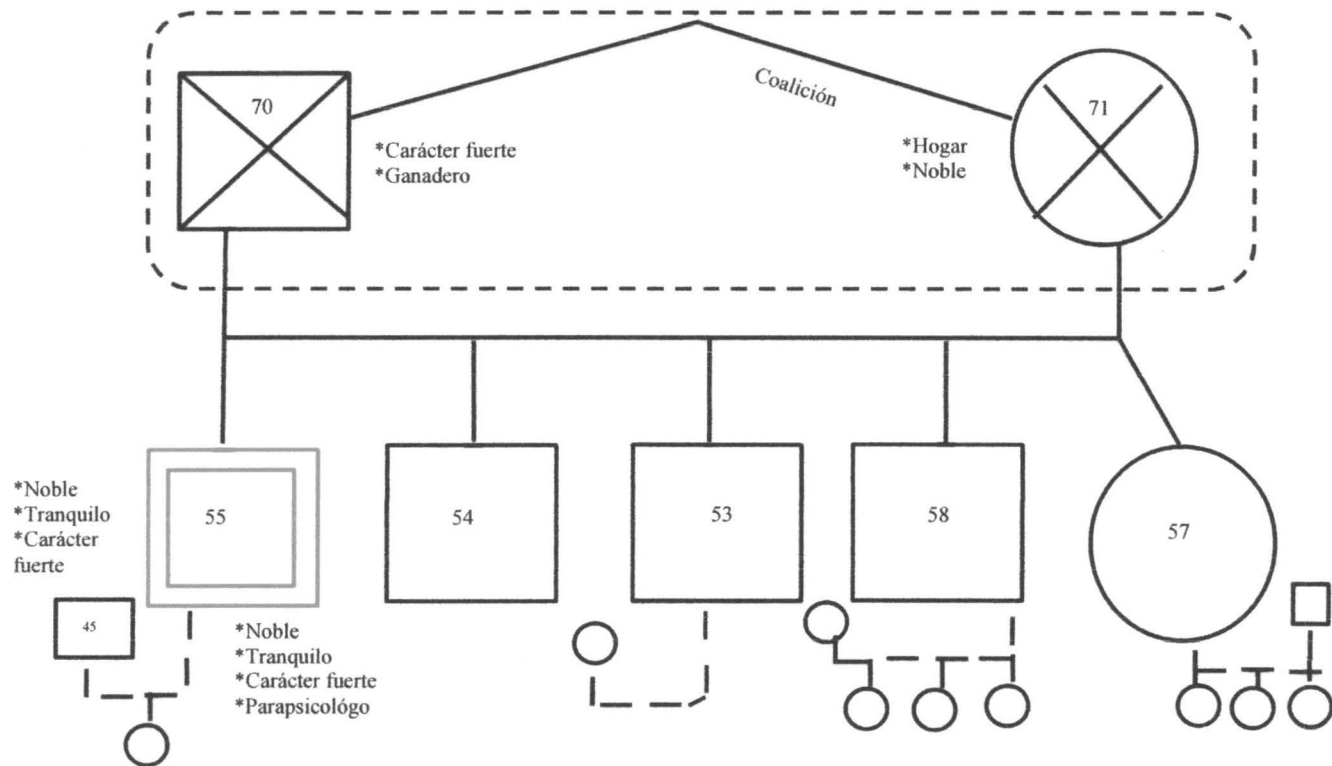 70
Coalición
71
*Carácter fuerte
*Ganadero
*Hogar
*Noble
*Noble
*Tranquilo
*Carácter
fuerte
55
54
53
58
57
45
*Noble
*Tranquilo
*Carácter fuerte
*Parapsicológo